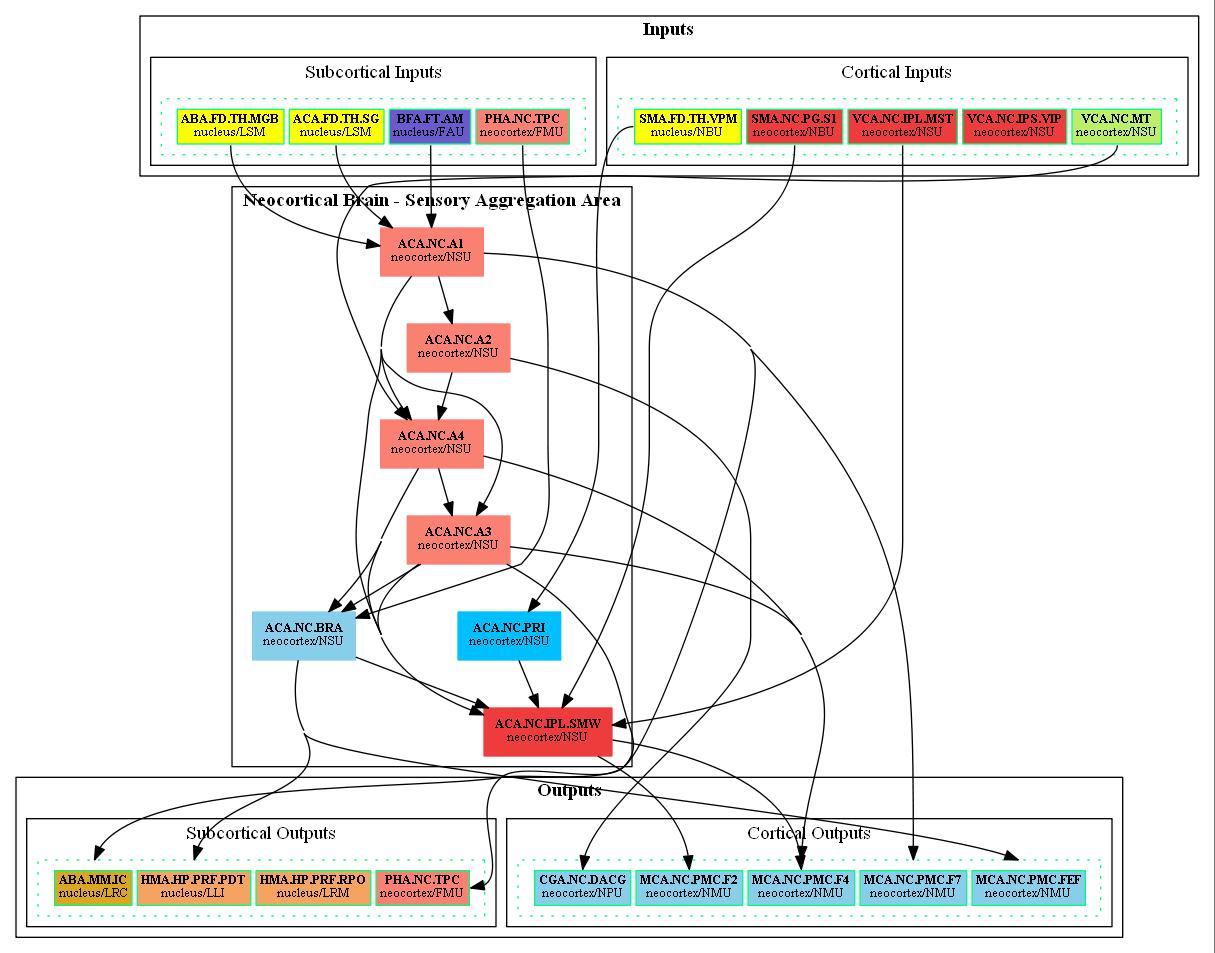 Inputs
Subcortical Inputs
Cortical Inputs
ABA.FD.TH.MGB
nucleus/LSM
ACA.FD.TH.SG
nucleus/LSM
BFA.FT.AM
nucleus/FAU
PHA.NC.TPC
neocortex/FMU
SMA.FD.TH.VPM
nucleus/NBU
SMA.NC.PG.S1
neocortex/NBU
VCA.NC.IPL.MST
neocortex/NSU
VCA.NC.IPS.VIP
neocortex/NSU
VCA.NC.MT
neocortex/NSU
Neocortical Brain - Sensory Aggregation Area
ACA.NC.A1
neocortex/NSU
ACA.NC.A2
neocortex/NSU
ACA.NC.A4
neocortex/NSU
ACA.NC.A3
neocortex/NSU
ACA.NC.BRA
neocortex/NSU
ACA.NC.PRI
neocortex/NSU
ACA.NC.IPL.SMW
neocortex/NSU
Outputs
Subcortical Outputs
Cortical Outputs
ABA.MM.IC
nucleus/LRC
HMA.HP.PRF.PDT
nucleus/LLI
HMA.HP.PRF.RPO
nucleus/LRM
PHA.NC.TPC
neocortex/FMU
CGA.NC.DACG
neocortex/NPU
MCA.NC.PMC.F2
neocortex/NMU
MCA.NC.PMC.F4
neocortex/NMU
MCA.NC.PMC.F7
neocortex/NMU
MCA.NC.PMC.FEF
neocortex/NMU